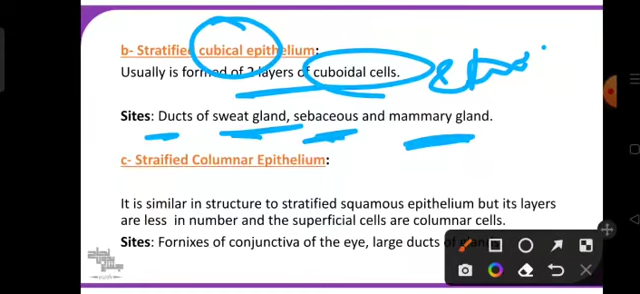 b- Stratified cubical epithelium:
Usually is formed of 2 layers of cuboidal cells.
Sites: Ducts of sweat gland, sebaceous and mammary gland.
c- Straified Columnar Epithelium:
It is similar in structure to stratified squamous epithelium but its layers
are less in number and the superficial cells are columnar cells.
Sites: Fornixes of conjunctiva of the eye, large ducts of